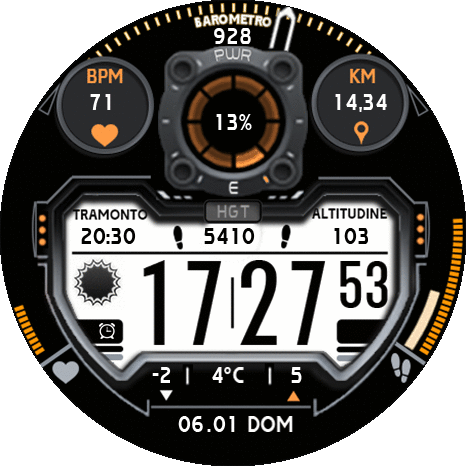 BAROMETRO
928
PWR
BPM
71
13%
KM
14,34
E
HGT
TRAMONTO
20:30
5410
ALTITUDINE
103
17 27 53
-2 | 4°C | 5
06.01 DOM